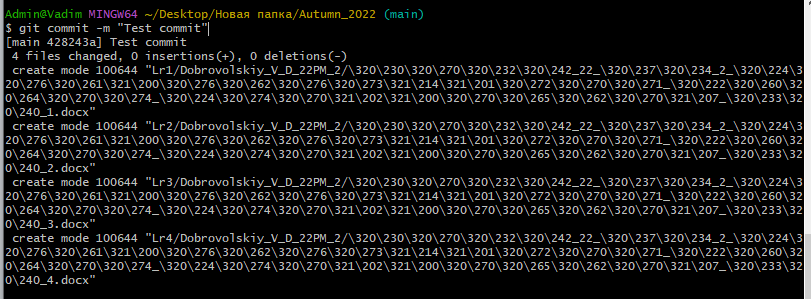 Admin@Vadim MINGW64 ~/Desktop/Новая папка/Autumn_2022 (main)
$ git commit -m "Test commit"
[main 428243a] Test commit
 4 files changed, 0 insertions(+), 0 deletions(-)
 create mode 100644 "Lr1/Dobrovolskiy_V_D_22PM_2/\320\230\320\270\320\232\320\242_22_\320\237\320\234_2_\320\224\3
20\276\320\261\321\200\320\276\320\262\320\276\320\273\321\214\321\201\320\272\320\270\320\271_\320\222\320\260\32
0\264\320\270\320\274_\320\224\320\274\320\270\321\202\321\200\320\270\320\265\320\262\320\270\321\207_\320\233\32
0\240_1.docx"
 create mode 100644 "Lr2/Dobrovolskiy_V_D_22PM_2/\320\230\320\270\320\232\320\242_22_\320\237\320\234_2_\320\224\3
20\276\320\261\321\200\320\276\320\262\320\276\320\273\321\214\321\201\320\272\320\270\320\271_\320\222\320\260\32
0\264\320\270\320\274_\320\224\320\274\320\270\321\202\321\200\320\270\320\265\320\262\320\270\321\207_\320\233\32
0\240_2.docx"
 create mode 100644 "Lr3/Dobrovolskiy_V_D_22PM_2/\320\230\320\270\320\232\320\242_22_\320\237\320\234_2_\320\224\3
20\276\320\261\321\200\320\276\320\262\320\276\320\273\321\214\321\201\320\272\320\270\320\271_\320\222\320\260\32
0\264\320\270\320\274_\320\224\320\274\320\270\321\202\321\200\320\270\320\265\320\262\320\270\321\207_\320\233\32
0\240_3.docx"
 create mode 100644 "Lr4/Dobrovolskiy_V_D_22PM_2/\320\230\320\270\320\232\320\242_22_\320\237\320\234_2_\320\224\3
20\276\320\261\321\200\320\276\320\262\320\276\320\273\321\214\321\201\320\272\320\270\320\271_\320\222\320\260\32
0\264\320\270\320\274_\320\224\320\274\320\270\321\202\321\200\320\270\320\265\320\262\320\270\321\207_\320\233\32
0\240_4.docx"